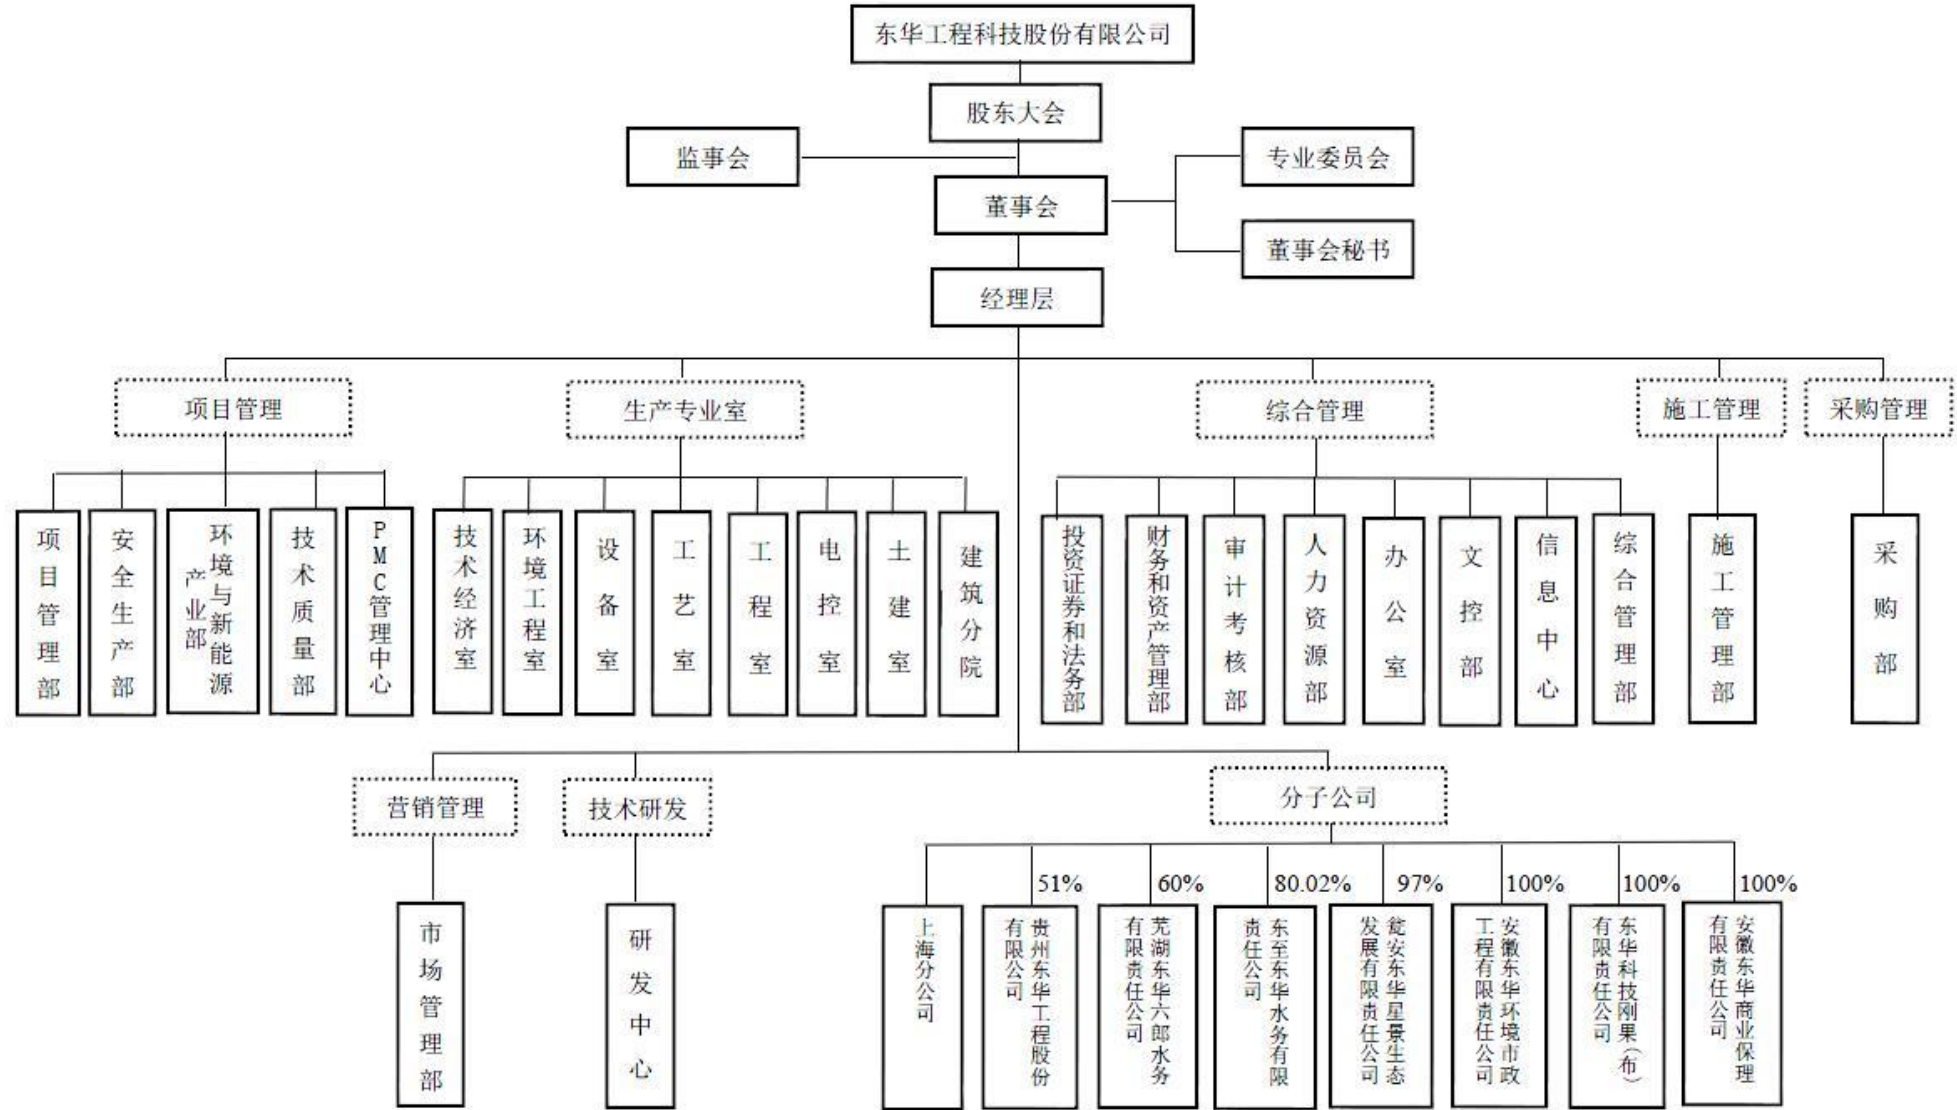 东华工程科技股份有限公司
股东大会
监事会
专业委员会
董事会
董事会秘书
经理层
项目管理
生产专业室
综合管理
施工管理
采购管理
项目管理部
安全生产部
环境与新能源
产业部
技术质量部
PMC管理中心
技术经济室
环境工程室
设备室
工艺室
工程室
电控室
土建室
建筑分院
投资证券和法务部
财务和资产管理部
审计考核部
人力资源部
办公室
文控部
信息中心
综合管理部
施工管理部
采购部
营销管理
技术研发
分子公司
市场管理部
研发中心
上海分公司
51%
贵州东华工程股份
有限公司
60%
芜湖东华六郎水务
有限责任公司
80.02%
东至东华水务有限
责任公司
97%
瓮安东华星景生态
发展有限责任公司
100%
安徽东华环境市政
工程有限责任公司
100%
东华科技刚果（布）
有限责任公司
100%
安徽东华商业保理
有限责任公司